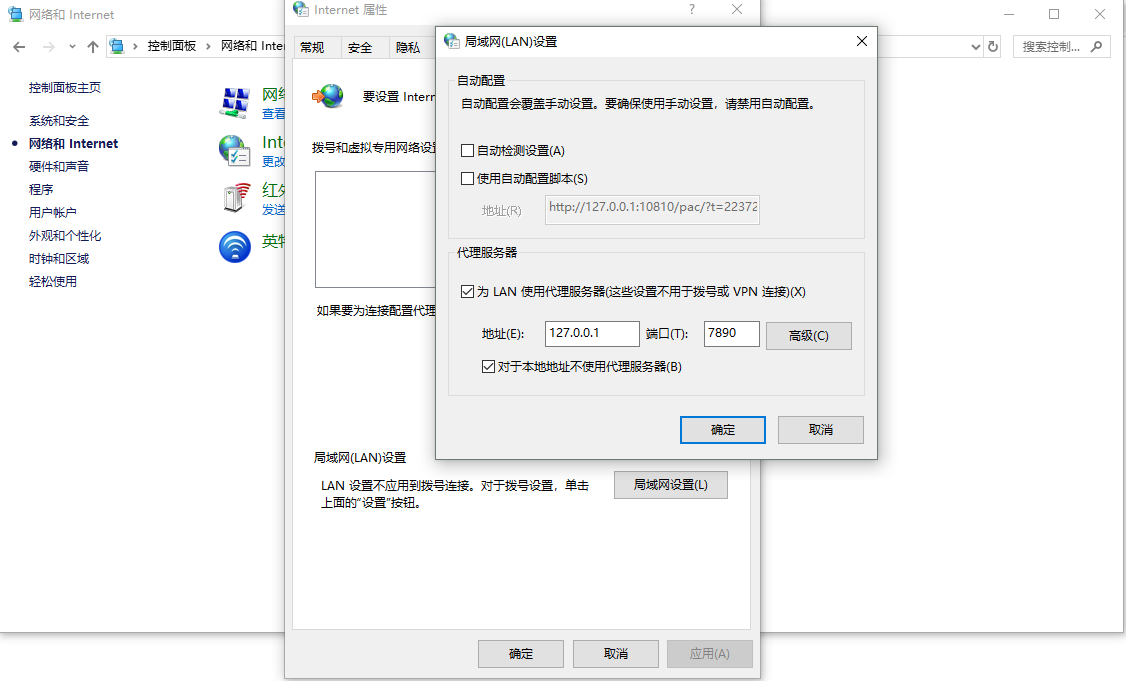 网络和 Internet
控制面板
网络和 Inte
搜索控制...
控制面板主页
系统和安全
网络和 Internet
硬件和声音
程序
用户帐户
外观和个性化
时钟和区域
轻松使用
网络
查看
Int
更改
红外
发送
英特
Internet 属性
?
常规
安全
隐私
要设置 Intern
拨号和虚拟专用网络设置
如果要为连接配置代理
局域网(LAN)设置
LAN 设置不应用到拨号连接。对于拨号设置，单击
上面的“设置”按钮。
局域网设置(L)
确定
取消
应用(A)
局域网(LAN)设置
自动配置
自动配置会覆盖手动设置。要确保使用手动设置，请禁用自动配置。
自动检测设置(A)
使用自动配置脚本(S)
地址(R)
http://127.0.0.1:10810/pac/?t=22372
代理服务器
为 LAN 使用代理服务器(这些设置不用于拨号或 VPN 连接)(X)
地址(E):
127.0.0.1
端口(T):
7890
高级(C)
对于本地地址不使用代理服务器(B)
确定
取消